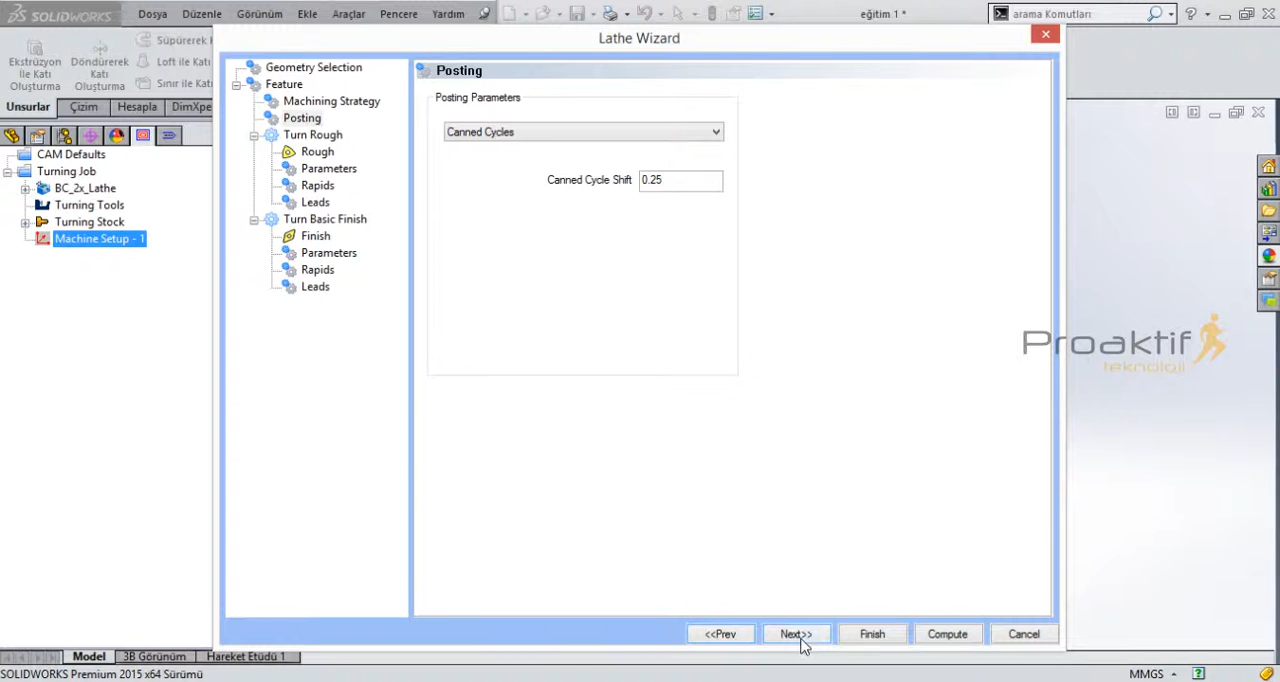 SOLIDWORKS
Dosya Düzenle Görünüm Ekle Araçlar Pencere Yardım
eğitim 1 *
arama Komutları
Lathe Wizard
Ekstrüzyon
İle Katı
Oluşturma
Döndürerek
Katı
Oluşturma
Süpürerek
Loft ile Katı
Sınır ile Katı
Unsurlar Çizim Hesapla DimXpe
CAM Defaults
Turning Job
BC_2x_Lathe
Turning Tools
Turning Stock
Machine Setup - 1
Geometry Selection
Feature
Machining Strategy
Posting
Turn Rough
Rough
Parameters
Rapids
Leads
Turn Basic Finish
Finish
Parameters
Rapids
Leads
Posting
Posting Parameters
Canned Cycles
Canned Cycle Shift 0.25
Proaktif
teknoloji
<<Prev Next>> Finish Compute Cancel
Model 3B Görünüm Hareket Etüdü 1
SOLIDWORKS Premium 2015 x64 Sürümü
MMGS